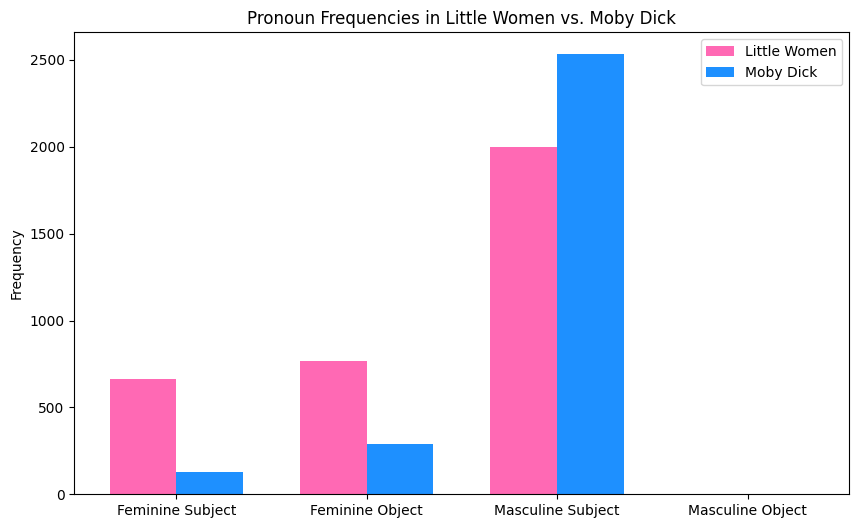 Pronoun Frequencies in Little Women vs. Moby Dick
Little Women
Moby Dick
Frequency
2500
2000
1500
1000
500
0
Feminine Subject
Feminine Object
Masculine Subject
Masculine Object